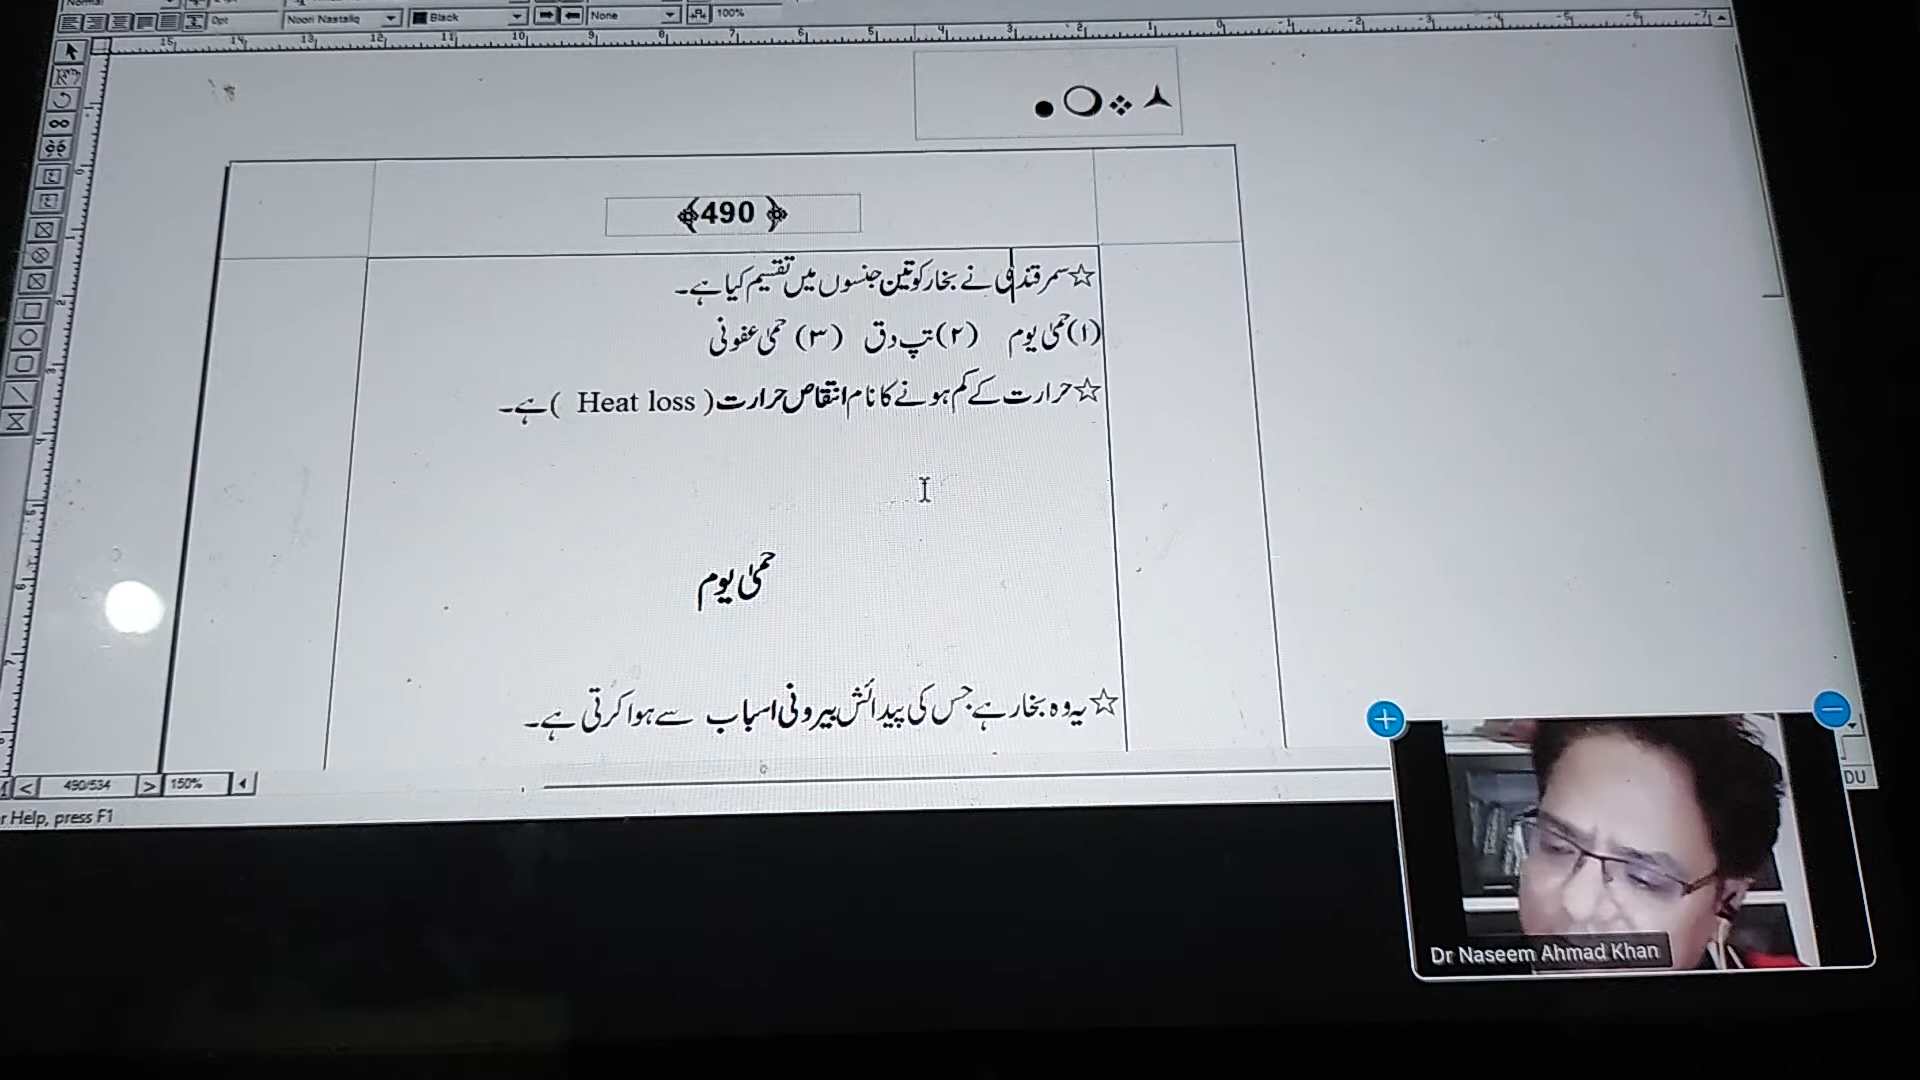 Noori Nastaliq Black None 100%
0pt
490
☆سمرقندی نے بخار کو تین جنسوں میں تقسیم کیا ہے۔
(۱)حمیٰ یوم (۲)تپ دق (۳) حمیٰ عفونی
☆حرارت کے کم ہونے کا نام انتقاص حرارت( Heat loss )ہے۔
حمیٰ یوم
☆یہ وہ بخار ہے جس کی پیدائش بیرونی اسباب سے ہوا کرتی ہے۔
490/534 150%
r Help, press F1
DU
Dr Naseem Ahmad Khan